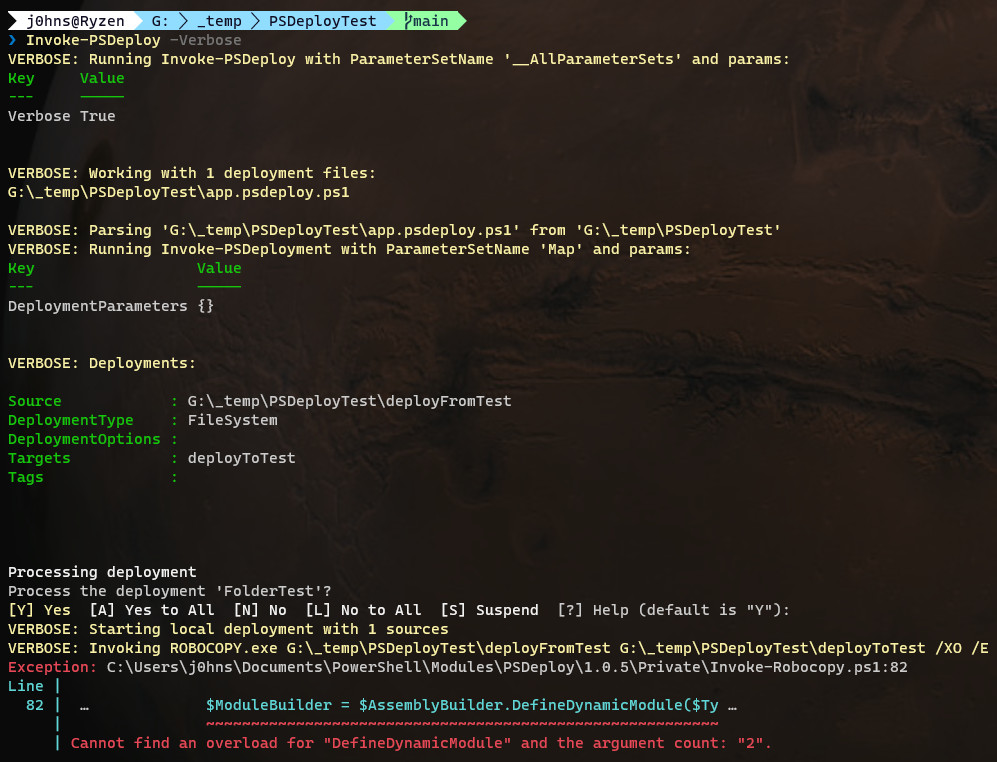 j0hns@Ryzen G: _temp PSDeployTest main
❯ Invoke-PSDeploy -Verbose
VERBOSE: Running Invoke-PSDeploy with ParameterSetName '__AllParameterSets' and params:
Key     Value
---     -----
Verbose True
VERBOSE: Working with 1 deployment files:
G:\_temp\PSDeployTest\app.psdeploy.ps1
VERBOSE: Parsing 'G:\_temp\PSDeployTest\app.psdeploy.ps1' from 'G:\_temp\PSDeployTest'
VERBOSE: Running Invoke-PSDeployment with ParameterSetName 'Map' and params:
Key                  Value
---                  -----
DeploymentParameters {}
VERBOSE: Deployments:
Source            : G:\_temp\PSDeployTest\deployFromTest
DeploymentType    : FileSystem
DeploymentOptions :
Targets           : deployToTest
Tags              :
Processing deployment
Process the deployment 'FolderTest'?
[Y] Yes  [A] Yes to All  [N] No  [L] No to All  [S] Suspend  [?] Help (default is "Y"):
VERBOSE: Starting local deployment with 1 sources
VERBOSE: Invoking ROBOCOPY.exe G:\_temp\PSDeployTest\deployFromTest G:\_temp\PSDeployTest\deployToTest /XO /E
Exception: C:\Users\j0hns\Documents\PowerShell\Modules\PSDeploy\1.0.5\Private\Invoke-Robocopy.ps1:82
Line |
  82 |  …             $ModuleBuilder = $AssemblyBuilder.DefineDynamicModule($Ty …
     |                ~~~~~~~~~~~~~~~~~~~~~~~~~~~~~~~~~~~~~~~~~~~~~~~~~~~~~~~~~
     | Cannot find an overload for "DefineDynamicModule" and the argument count: "2".